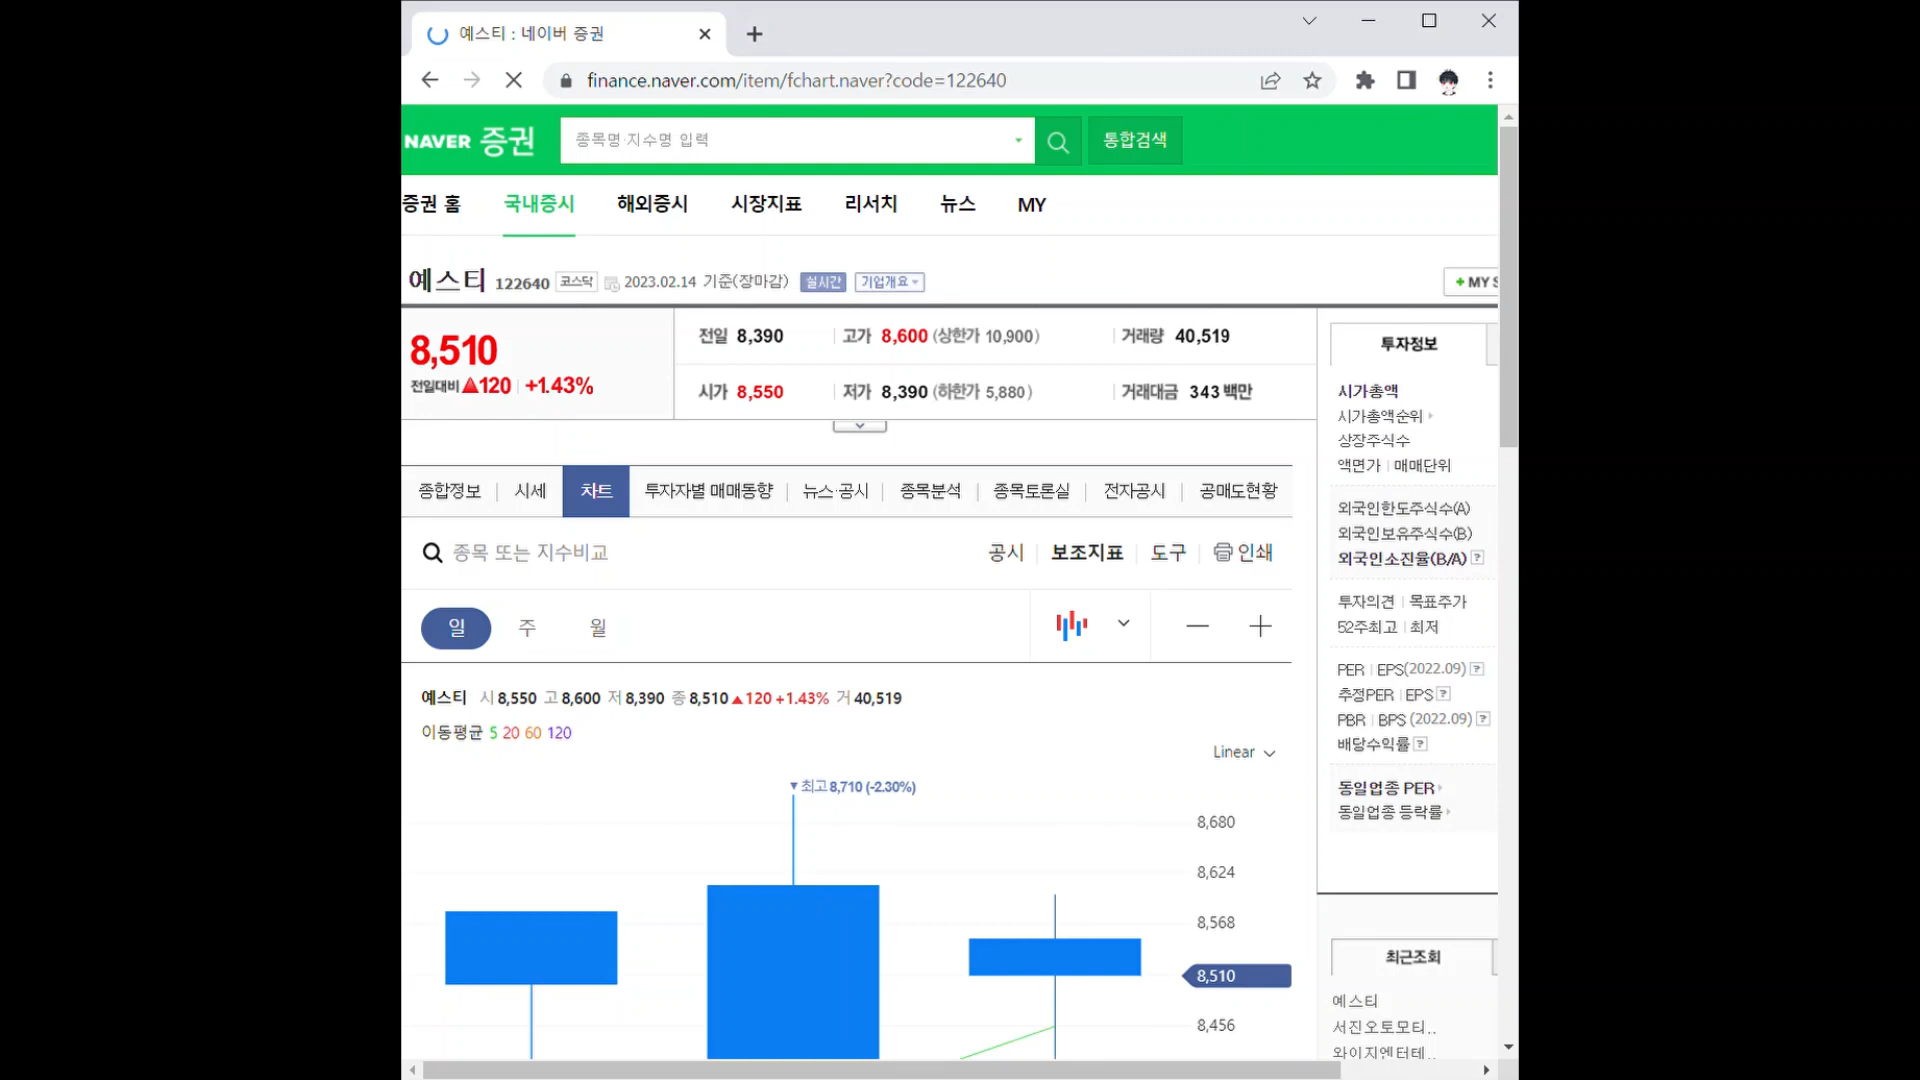 예스티 : 네이버 증권
finance.naver.com/item/fchart.naver?code=122640
NAVER 증권 종목명·지수명 입력 통합검색
증권 홈 국내증시 해외증시 시장지표 리서치 뉴스 MY
예스티 122640 코스닥 2023.02.14 기준(장마감) 실시간 기업개요
+ MY S
8,510
전일대비 ▲120 +1.43%
전일 8,390 고가 8,600 (상한가 10,900) 거래량 40,519
시가 8,550 저가 8,390 (하한가 5,880) 거래대금 343 백만
종합정보 시세 차트 투자자별 매매동향 뉴스·공시 종목분석 종목토론실 전자공시 공매도현황
종목 또는 지수비교 공시 보조지표 도구 인쇄
일 주 월
예스티 시 8,550 고 8,600 저 8,390 종 8,510 ▲120 +1.43% 거 40,519
이동평균 5 20 60 120
Linear
▼최고 8,710 (-2.30%)
8,680
8,624
8,568
8,510
8,456
투자정보
시가총액
시가총액순위
상장주식수
액면가 매매단위
외국인한도주식수(A)
외국인보유주식수(B)
외국인소진율(B/A) ?
투자의견 목표주가
52주최고 최저
PER EPS(2022.09) ?
추정PER EPS ?
PBR BPS (2022.09) ?
배당수익률 ?
동일업종 PER
동일업종 등락률
최근조회
예스티
서진오토모티..
와이지엔터테..